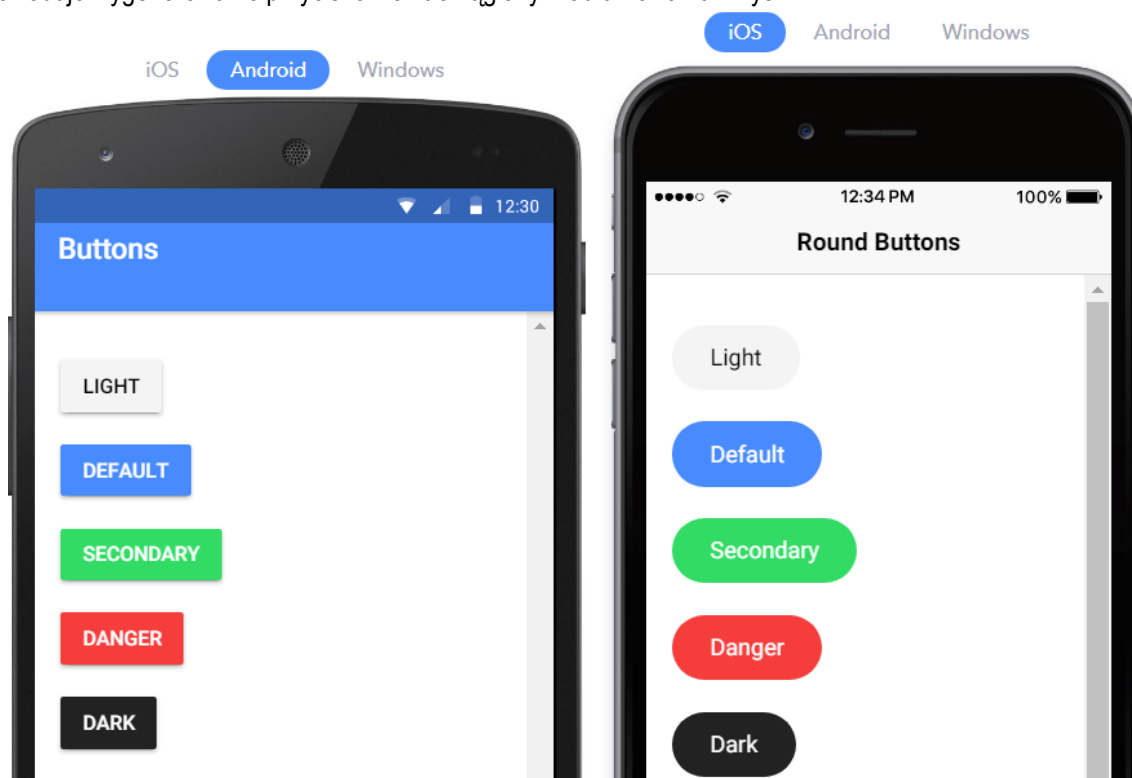 iOS Android Windows
12:30
Buttons
LIGHT
DEFAULT
SECONDARY
DANGER
DARK
iOS Android Windows
12:34 PM 100%
Round Buttons
Light
Default
Secondary
Danger
Dark